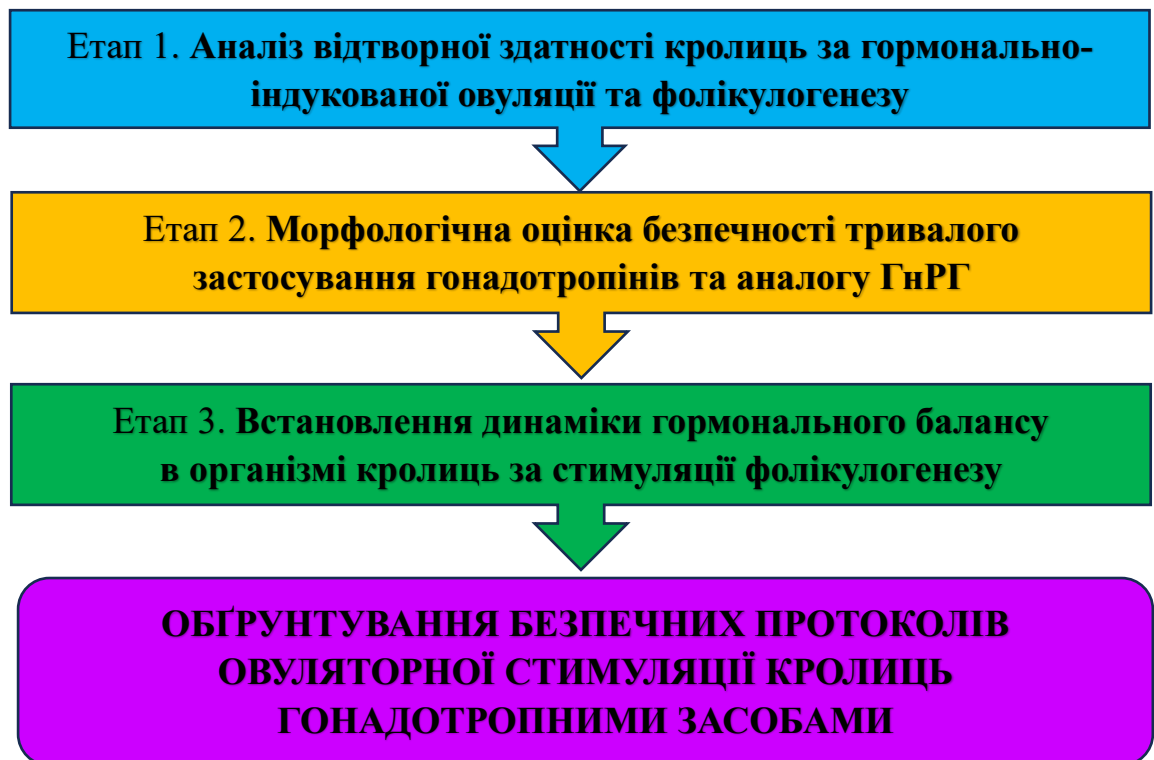 Етап 1. Аналіз відтворної здатності кролиць за гормонально-
індукованої овуляції та фолікулогенезу
Етап 2. Морфологічна оцінка безпечності тривалого
застосування гонадотропінів та аналогу ГнРГ
Етап 3. Встановлення динаміки гормонального балансу
в організмі кролиць за стимуляції фолікулогенезу
ОБҐРУНТУВАННЯ БЕЗПЕЧНИХ ПРОТОКОЛІВ
ОВУЛЯТОРНОЇ СТИМУЛЯЦІЇ КРОЛИЦЬ
ГОНАДОТРОПНИМИ ЗАСОБАМИ